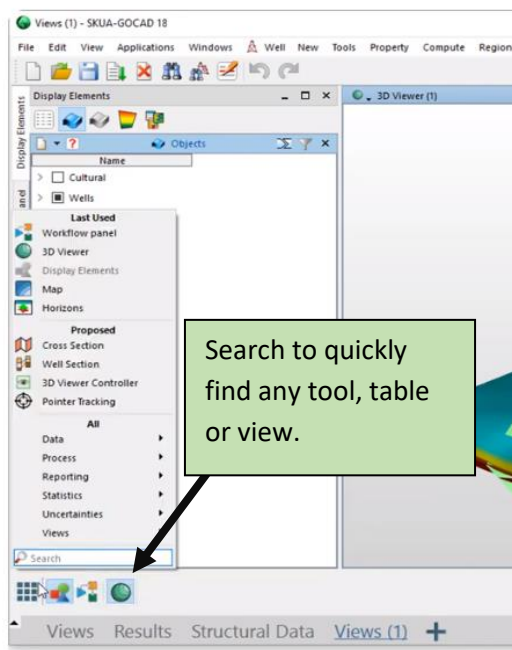 Views (1) - SKUA-GOCAD 18
File Edit View Applications Windows Well New Tools Property Compute Region
Display Elements
3D Viewer (1)
Display Elements
Objects
Name
Cultural
Wells
Last Used
Workflow panel
3D Viewer
Display Elements
Map
Horizons
Proposed
Cross Section
Well Section
3D Viewer Controller
Pointer Tracking
All
Data
Process
Reporting
Statistics
Uncertainties
Views
Search
Search to quickly
find any tool, table
or view.
Views Results Structural Data Views (1) +